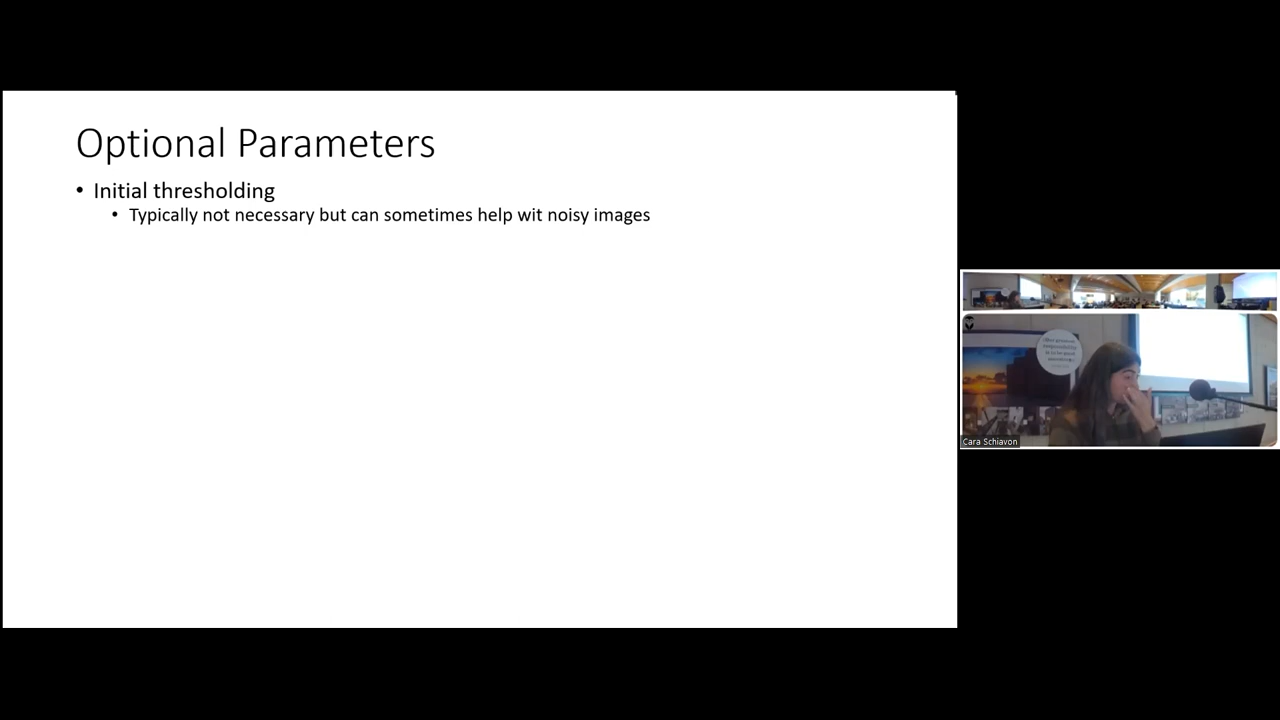 Optional Parameters
• Initial thresholding
• Typically not necessary but can sometimes help wit noisy images
Cara Schiavon